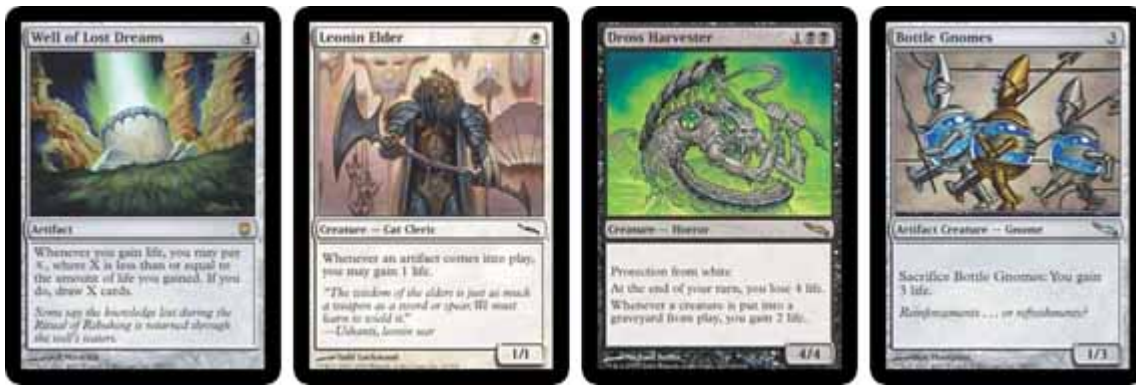 Well of Lost Dreams 4
Artifact
Whenever you gain life, you may pay
X, where X is less than or equal to
the amount of life you gained. If you
do, draw X cards.
Some say the knowledge lost during the
Ritual of Rebuking is returned through
the well's waters.
Leonin Elder
Creature — Cat Cleric
Whenever an artifact comes into play,
you may gain 1 life.
"The wisdom of the elders is just as much
a weapon as a sword or spear. We must
learn to wield it."
—Ushanti, leonin seer
1/1
Dross Harvester 1
Creature — Horror
Protection from white
At the end of your turn, you lose 4 life.
Whenever a creature is put into a
graveyard from play, you gain 2 life.
4/4
Bottle Gnomes 3
Artifact Creature — Gnome
Sacrifice Bottle Gnomes: You gain
3 life.
Reinforcements . . . or refreshments?
1/3